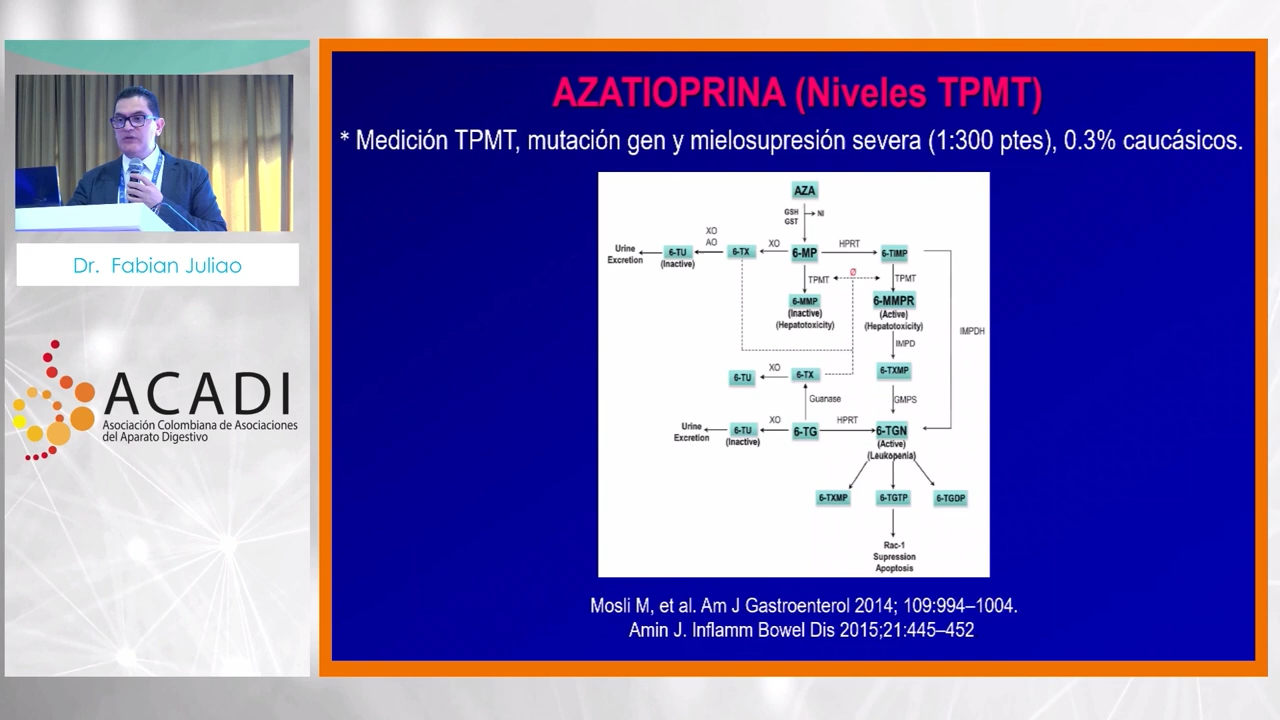 AZATIOPRINA (Niveles TPMT)
* Medición TPMT, mutación gen y mielosupresión severa (1:300 ptes), 0.3% caucásicos.
AZA
GSH
GST
NI
XO
AO
Urine
Excretion
6-TU
(Inactive)
6-TX
XO
6-MP
HPRT
6-TIMP
TPMT
Ø
TPMT
6-MMP
(Inactive)
(Hepatotoxicity)
6-MMPR
(Active)
(Hepatotoxicity)
IMPDH
IMPD
6-TU
XO
6-TX
6-TXMP
Guanase
GMPS
Urine
Excretion
6-TU
(Inactive)
XO
6-TG
HPRT
6-TGN
(Active)
(Leukopenia)
6-TXMP
6-TGTP
6-TGDP
Rac-1
Supression
Apoptosis
Mosli M, et al. Am J Gastroenterol 2014; 109:994–1004.
Amin J. Inflamm Bowel Dis 2015;21:445–452
Dr. Fabian Juliao
ACADI
Asociación Colombiana de Asociaciones
del Aparato Digestivo